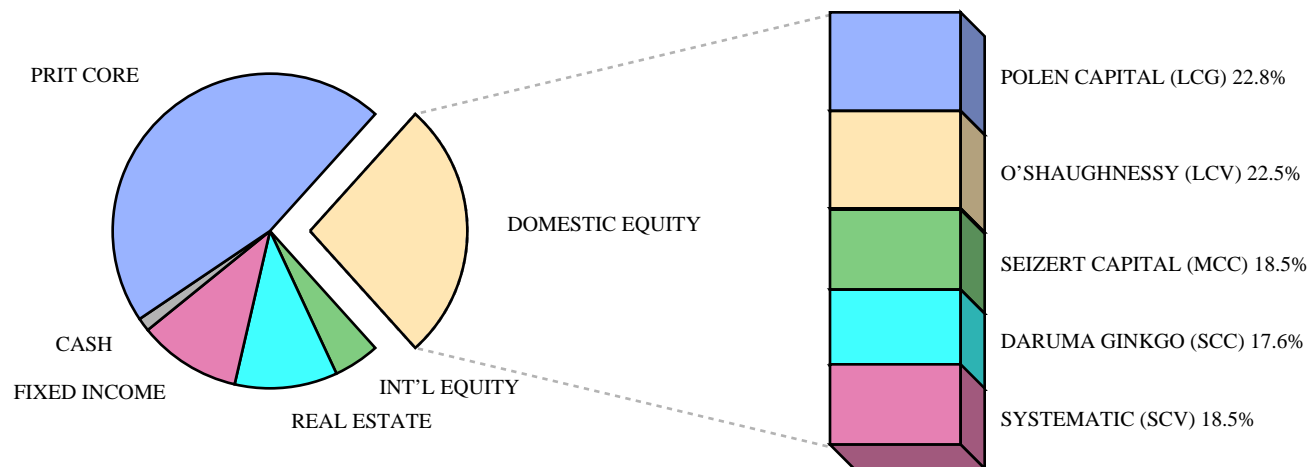 PRIT CORE
CASH
FIXED INCOME
REAL ESTATE
INT'L EQUITY
DOMESTIC EQUITY
POLEN CAPITAL (LCG) 22.8%
O'SHAUGHNESSY (LCV) 22.5%
SEIZERT CAPITAL (MCC) 18.5%
DARUMA GINKGO (SCC) 17.6%
SYSTEMATIC (SCV) 18.5%